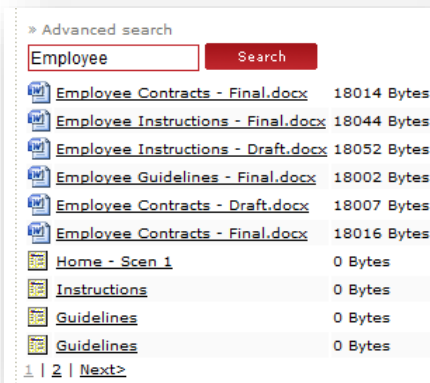 » Advanced search
Employee Search
Employee Contracts - Final.docx 18014 Bytes
Employee Instructions - Final.docx 18044 Bytes
Employee Instructions - Draft.docx 18052 Bytes
Employee Guidelines - Final.docx 18002 Bytes
Employee Contracts - Draft.docx 18007 Bytes
Employee Contracts - Final.docx 18016 Bytes
Home - Scen 1 0 Bytes
Instructions 0 Bytes
Guidelines 0 Bytes
Guidelines 0 Bytes
1 | 2 | Next>